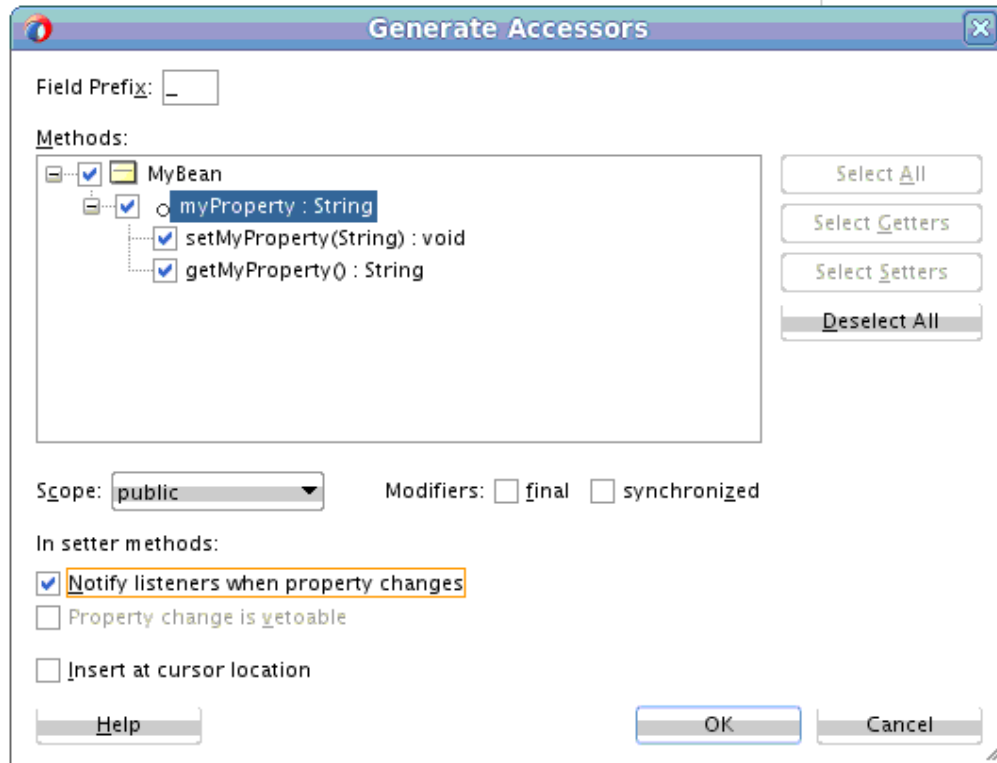 Generate Accessors
Field Prefix: _
Methods:
MyBean
myProperty : String
setMyProperty(String) : void
getMyProperty() : String
Select All
Select Getters
Select Setters
Deselect All
Scope: public Modifiers: final synchronized
In setter methods:
Notify listeners when property changes
Property change is vetoable
Insert at cursor location
Help OK Cancel